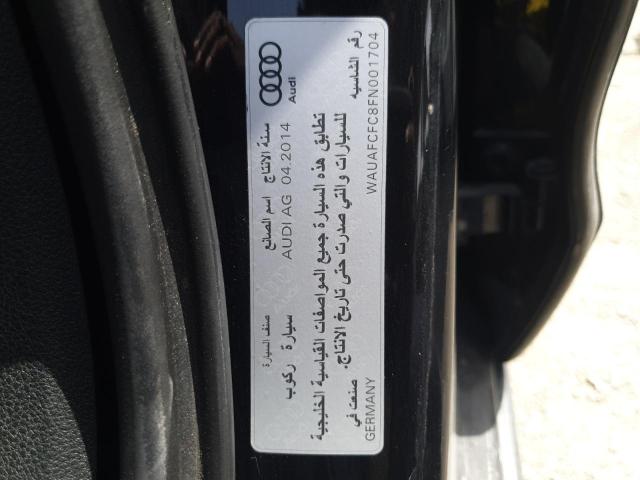 Audi
سنة الانتاج اسم الصانع صنف السيارة
04.2014 AUDI AG سيارة ركوب
تطابق هذه السيارة جميع المواصفات القياسية الخليجية
للسيارات والتي صدرت حتى تاريخ الانتاج.
رقم الشاسيه صنعت في
WAUAFCFC8FN001704 GERMANY